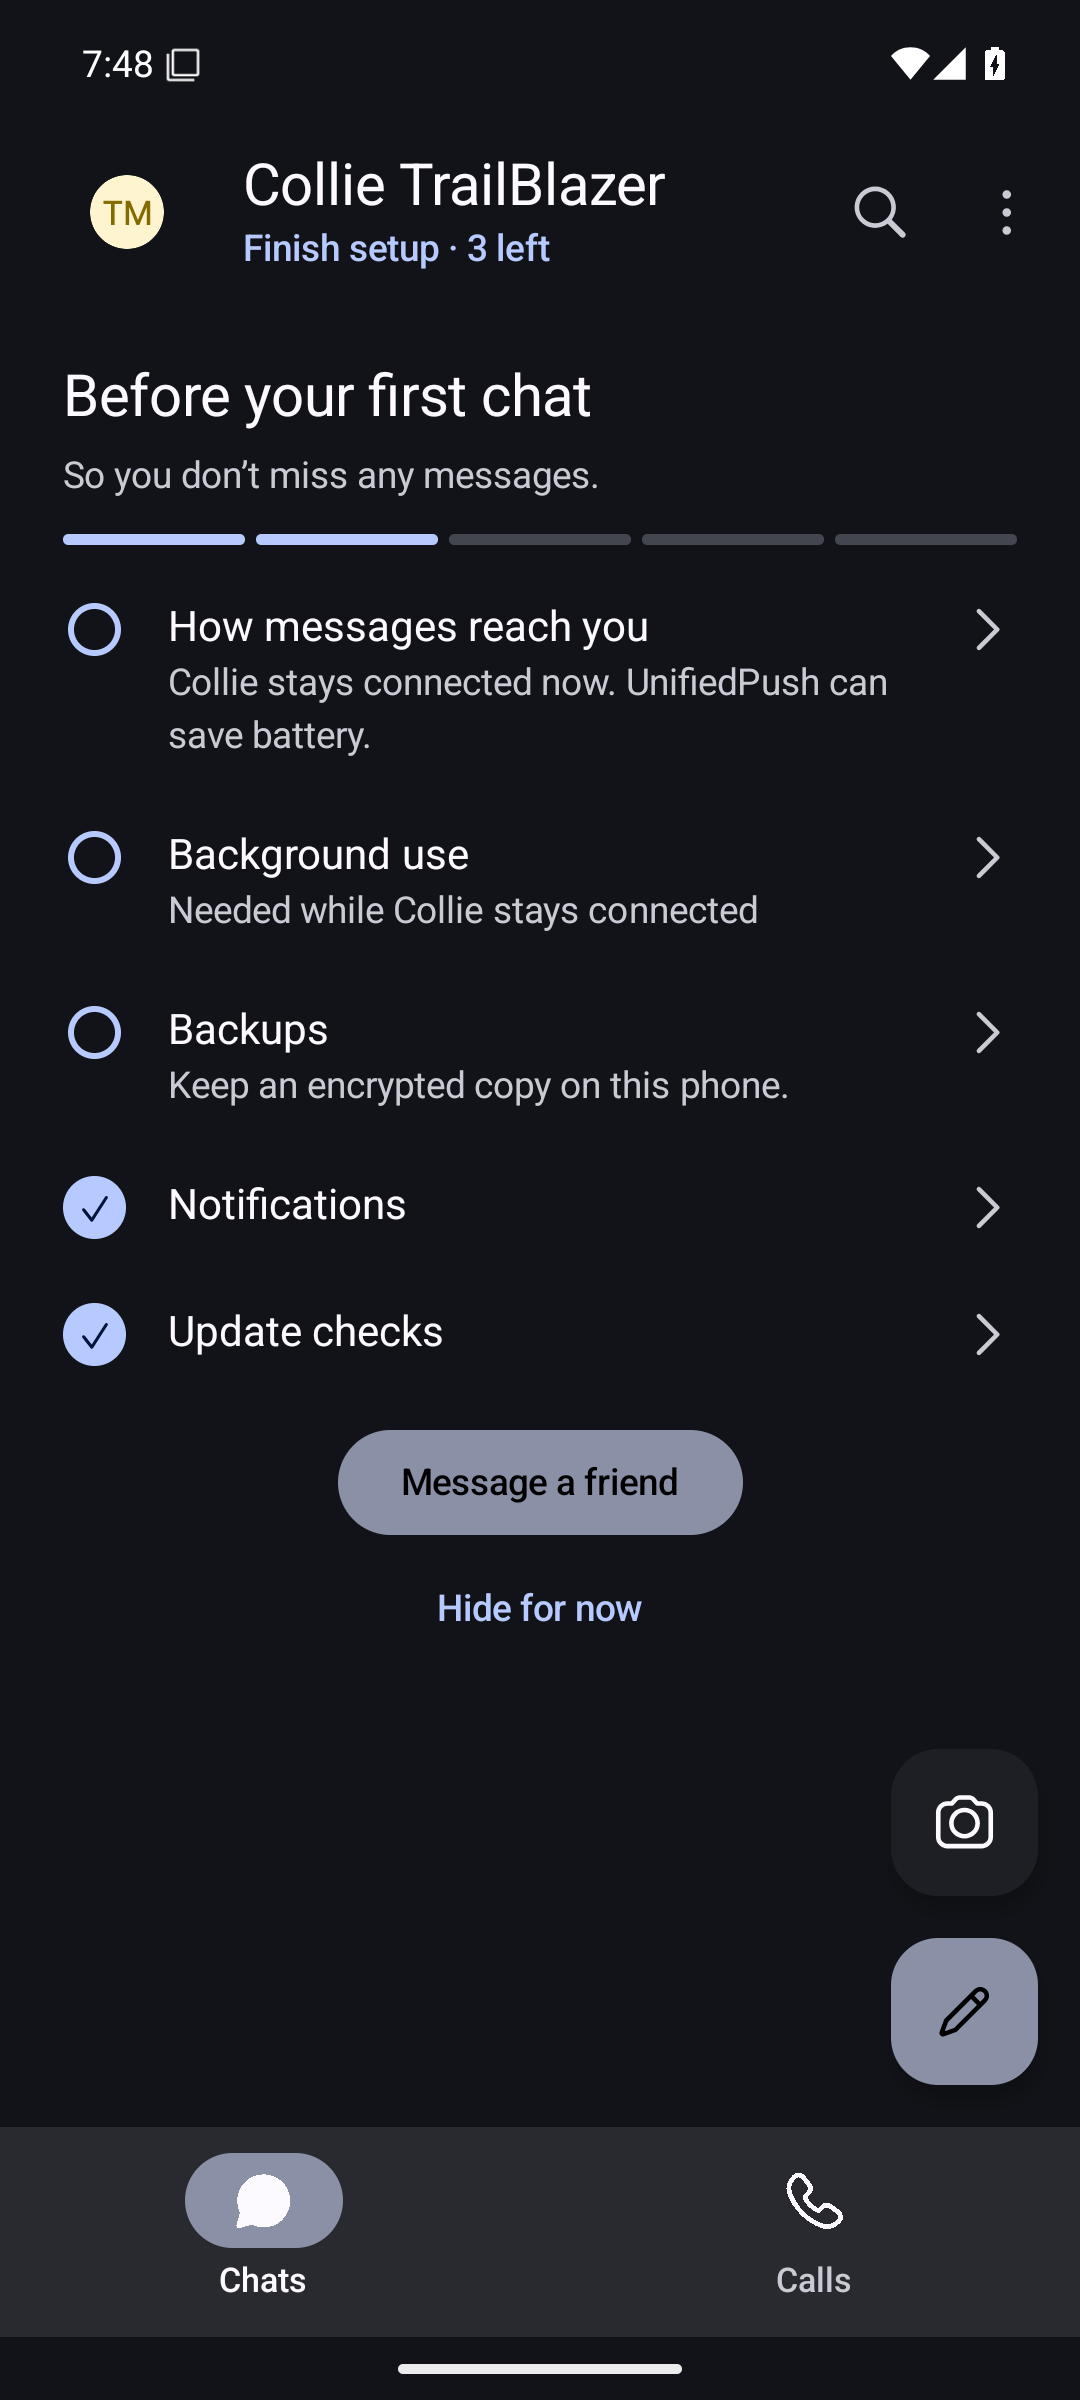 7:48
TM
Collie TrailBlazer
Finish setup · 3 left
Before your first chat
So you don’t miss any messages.
How messages reach you
Collie stays connected now. UnifiedPush can
save battery.
Background use
Needed while Collie stays connected
Backups
Keep an encrypted copy on this phone.
Notifications
Update checks
Message a friend
Hide for now
Chats
Calls